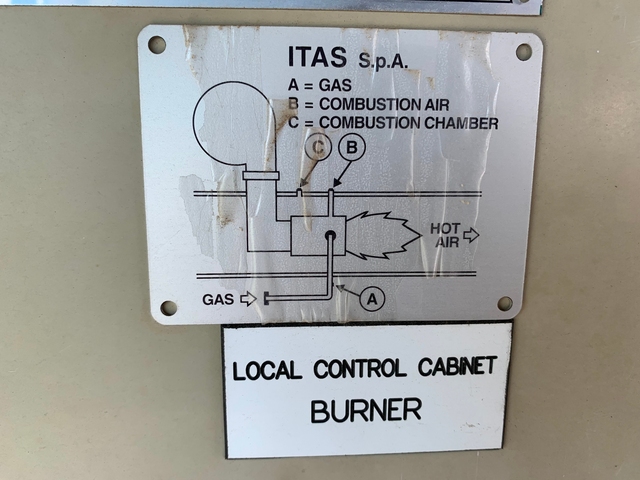 ITAS S.p.A.
A = GAS
B = COMBUSTION AIR
C = COMBUSTION CHAMBER
C B
HOT
AIR
GAS
A
LOCAL CONTROL CABINET
BURNER